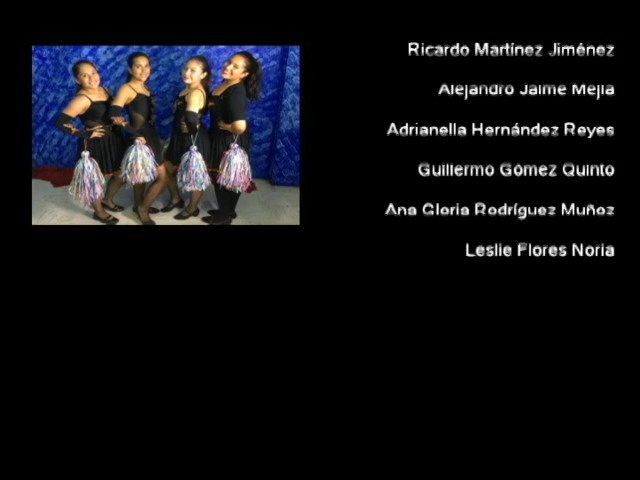 Ricardo Martínez Jiménez
Alejandro Jaime Mejía
Adrianella Hernández Reyes
Guillermo Gómez Quinto
Ana Gloria Rodríguez Muñoz
Leslie Flores Noria